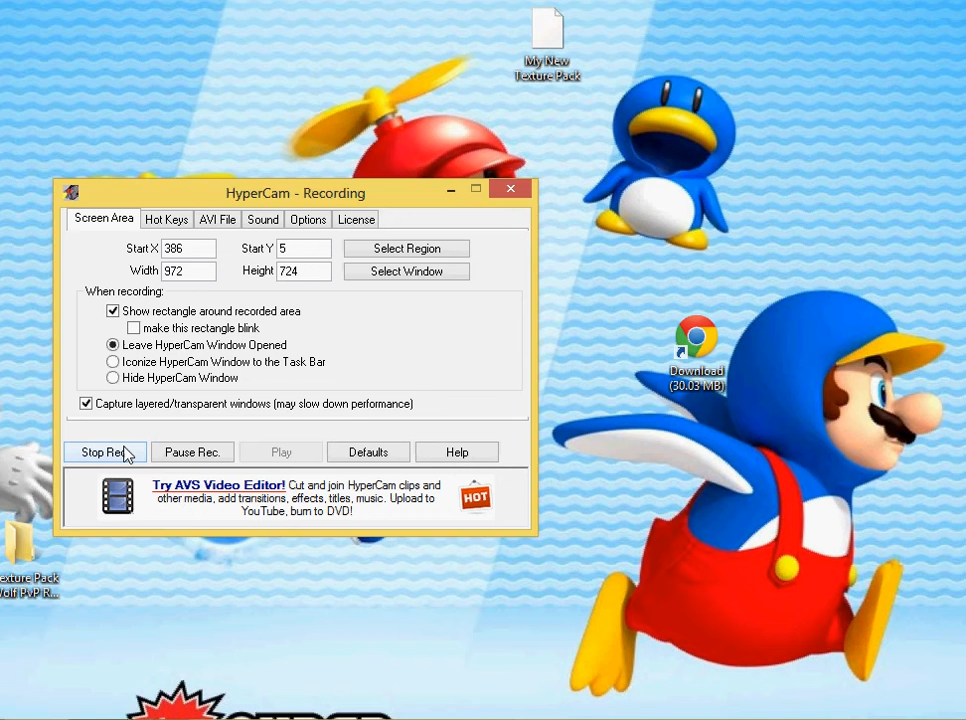 My New
Texture Pack
HyperCam - Recording
Screen Area
Hot Keys
AVI File
Sound
Options
License
Start X 386
Start Y 5
Select Region
Width 972
Height 724
Select Window
When recording:
Show rectangle around recorded area
make this rectangle blink
Leave HyperCam Window Opened
Iconize HyperCam Window to the Task Bar
Hide HyperCam Window
Capture layered/transparent windows (may slow down performance)
Download
(30.03 MB)
Stop Rec.
Pause Rec.
Play
Defaults
Help
Try AVS Video Editor! Cut and join HyperCam clips and
other media, add transitions, effects, titles, music. Upload to
YouTube, burn to DVD!
HOT
exture Pack
olf PvP R...